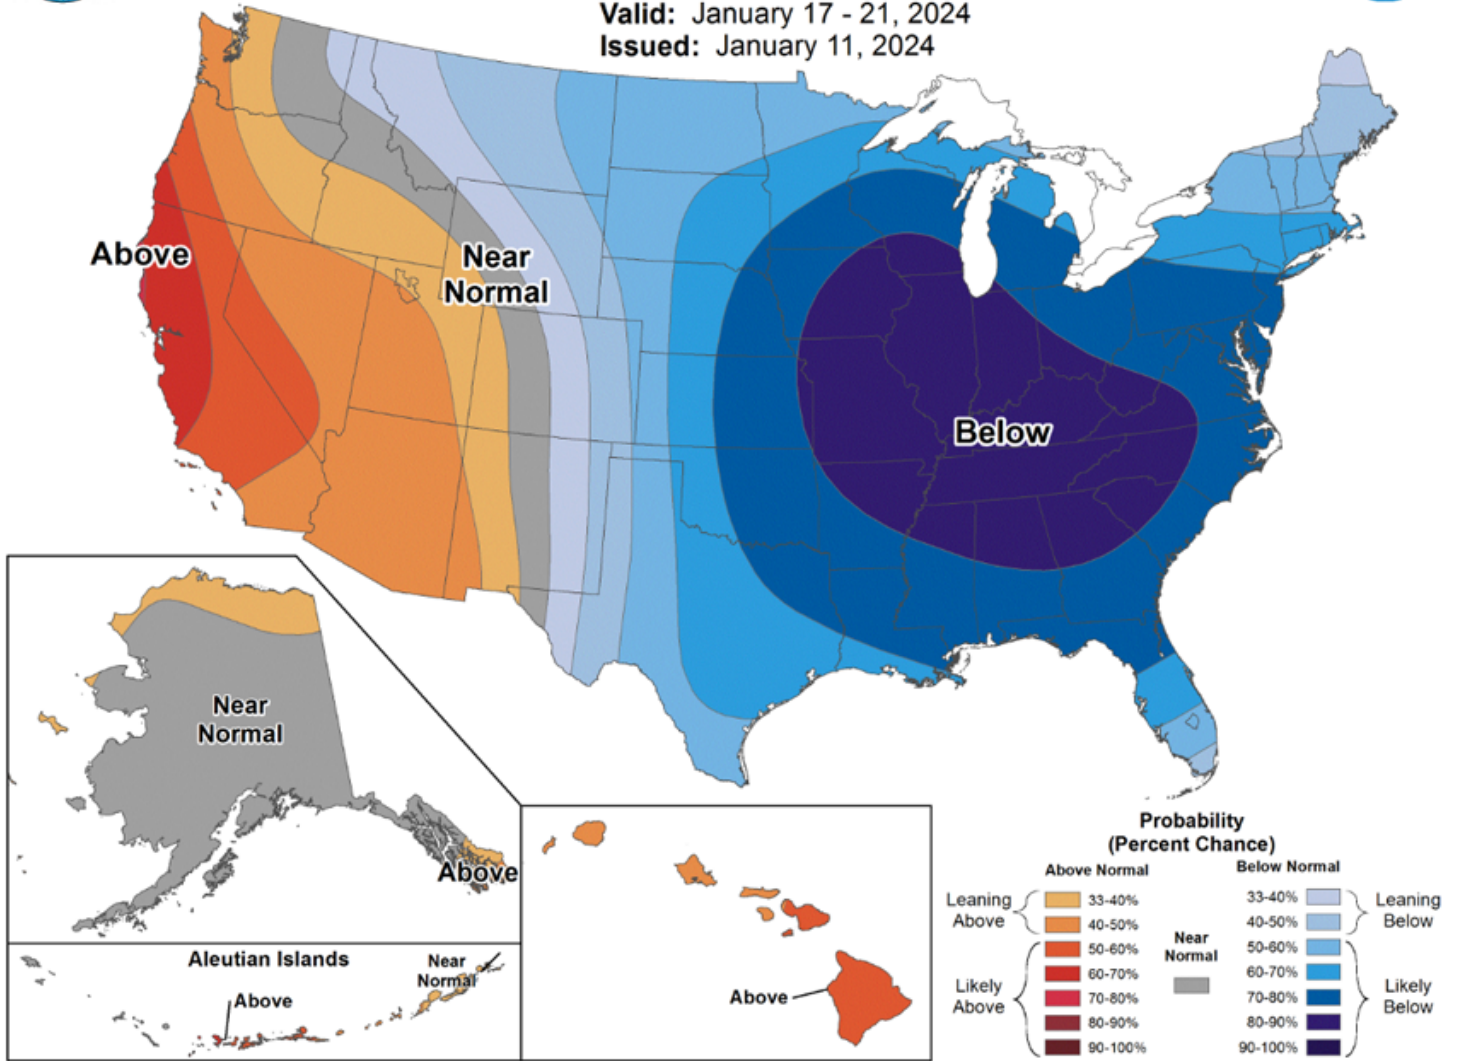 Valid: January 17 - 21, 2024
Issued: January 11, 2024
Above
Near
Normal
Below
Near
Normal
Above
Aleutian Islands
Above
Near
Normal
Above
Probability
(Percent Chance)
Above Normal
Below Normal
Leaning
Above
33-40%
40-50%
Likely
Above
50-60%
60-70%
70-80%
80-90%
90-100%
Near
Normal
33-40%
40-50%
Leaning
Below
50-60%
60-70%
70-80%
80-90%
90-100%
Likely
Below